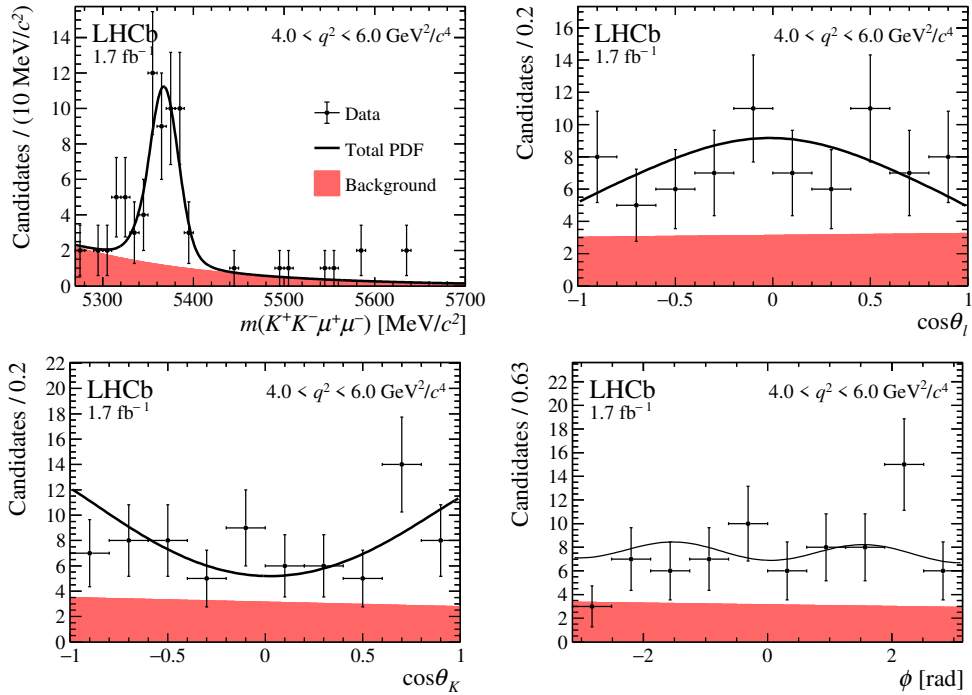 LHCb
1.7 fb⁻¹
4.0 < q² < 6.0 GeV²/c⁴
Data
Total PDF
Background
Candidates / (10 MeV/c²)
0 2 4 6 8 10 12 14
5300 5400 5500 5600 5700
m(K⁺K⁻μ⁺μ⁻) [MeV/c²]
LHCb
1.7 fb⁻¹
4.0 < q² < 6.0 GeV²/c⁴
Candidates / 0.2
0 2 4 6 8 10 12 14 16
−1 −0.5 0 0.5 1
cosθ_l
LHCb
1.7 fb⁻¹
4.0 < q² < 6.0 GeV²/c⁴
Candidates / 0.2
0 2 4 6 8 10 12 14 16 18 20 22
−1 −0.5 0 0.5 1
cosθ_K
LHCb
1.7 fb⁻¹
4.0 < q² < 6.0 GeV²/c⁴
Candidates / 0.63
0 2 4 6 8 10 12 14 16 18 20 22
−2 0 2
ϕ [rad]